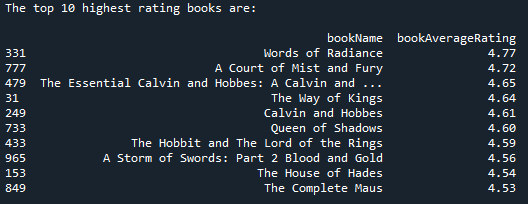 The top 10 highest rating books are:
bookName bookAverageRating
331 Words of Radiance 4.77
777 A Court of Mist and Fury 4.72
479 The Essential Calvin and Hobbes: A Calvin and ... 4.65
31 The Way of Kings 4.64
249 Calvin and Hobbes 4.61
733 Queen of Shadows 4.60
433 The Hobbit and The Lord of the Rings 4.59
965 A Storm of Swords: Part 2 Blood and Gold 4.56
153 The House of Hades 4.54
849 The Complete Maus 4.53